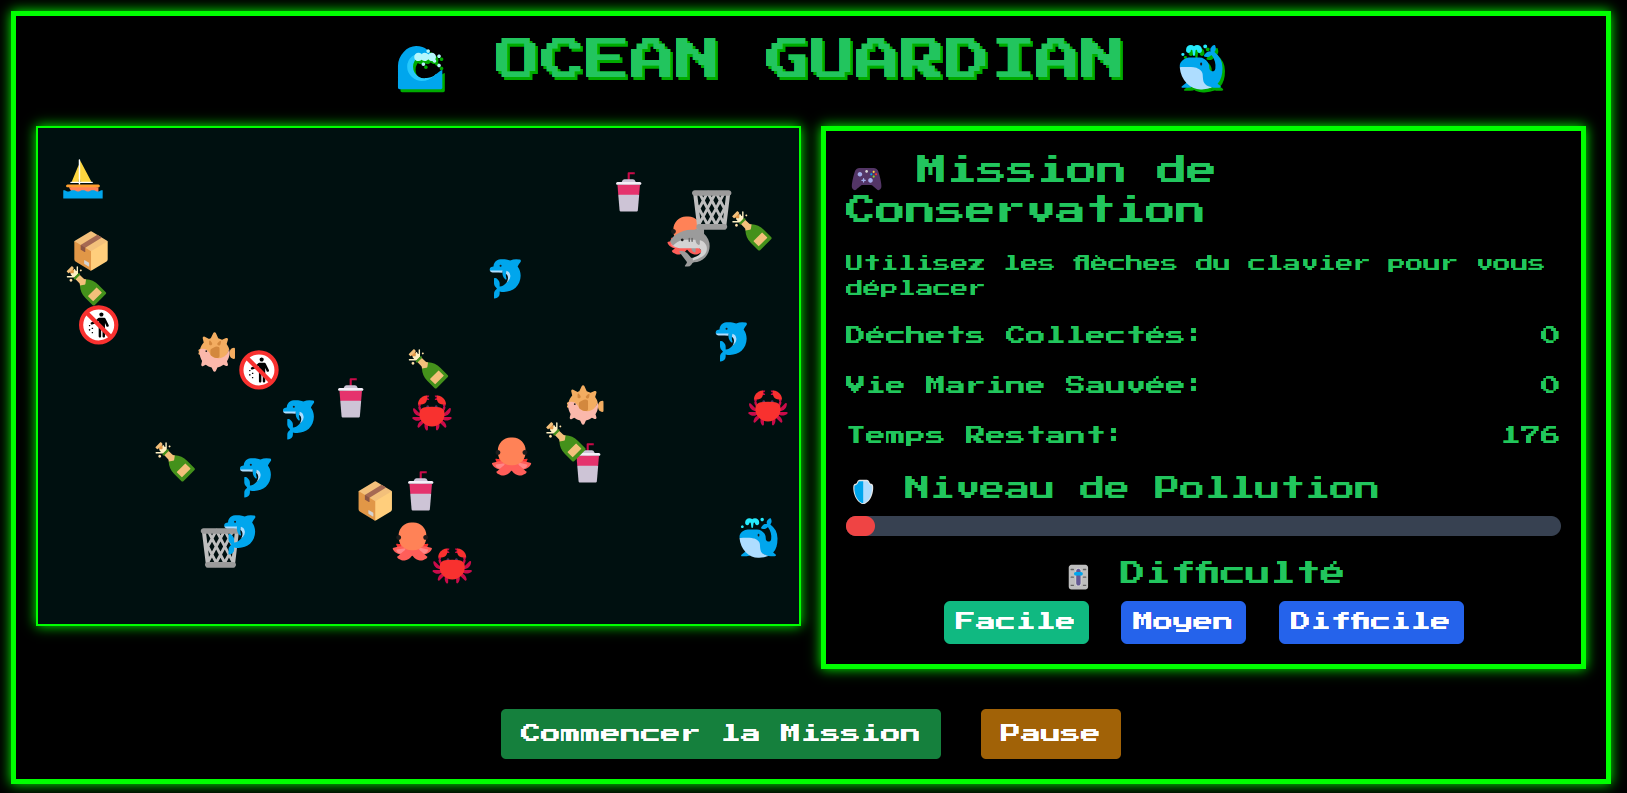 OCEAN GUARDIAN
Mission de
Conservation
Utilisez les flèches du clavier pour vous
déplacer
Déchets Collectés: 0
Vie Marine Sauvée: 0
Temps Restant: 176
Niveau de Pollution
Difficulté
Facile Moyen Difficile
Commencer la Mission Pause